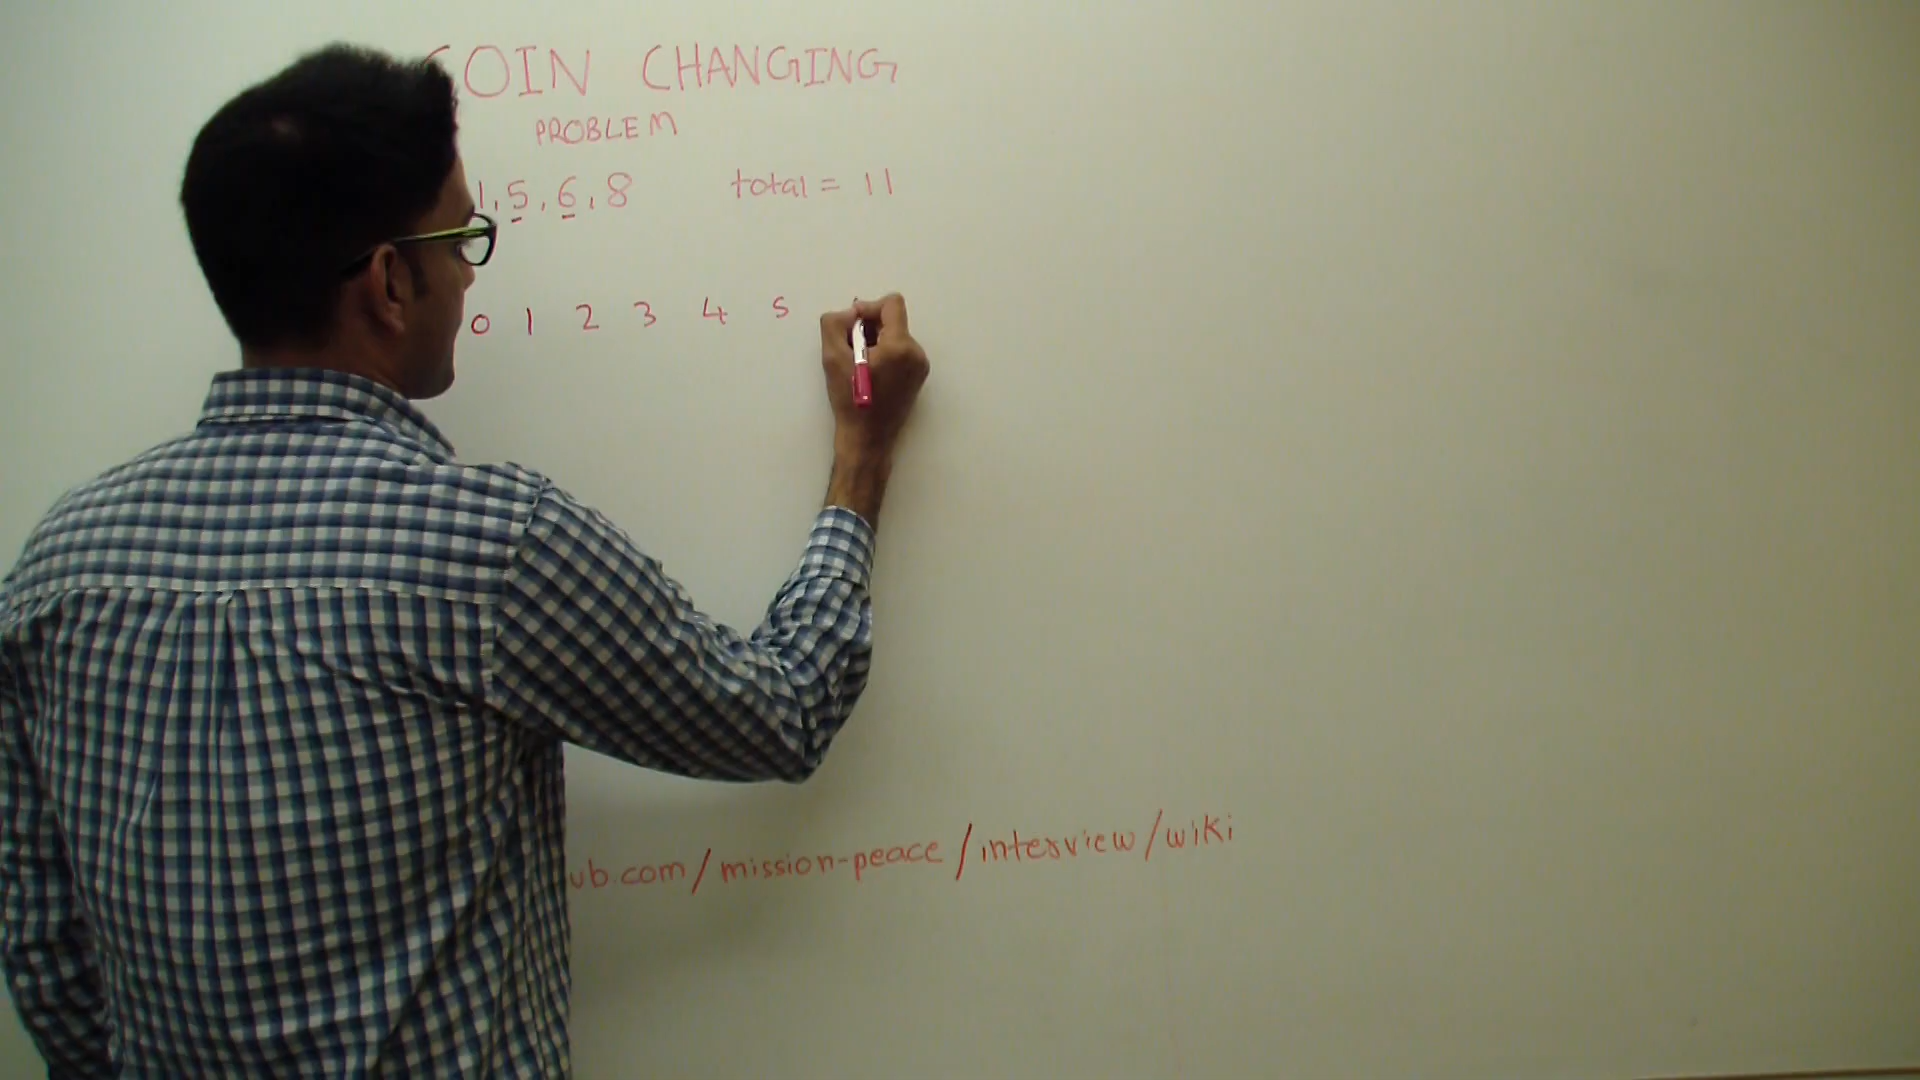 COIN CHANGING
PROBLEM
1, 5, 6, 8 total = 11
0 1 2 3 4 5
ub.com/mission-peace/interview/wiki